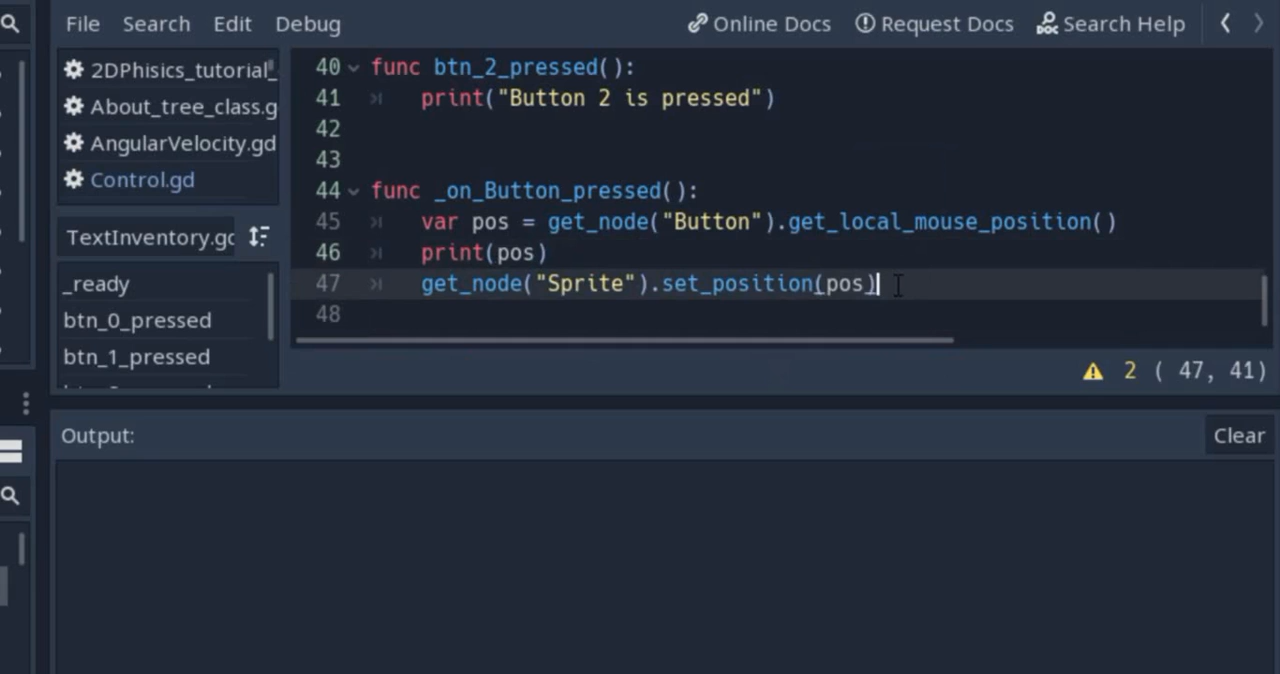 File Search Edit Debug Online Docs Request Docs Search Help
2DPhisics_tutorial_
About_tree_class.g
AngularVelocity.gd
Control.gd
TextInventory.gd
_ready
btn_0_pressed
btn_1_pressed
40 func btn_2_pressed():
41 print("Button 2 is pressed")
42
43
44 func _on_Button_pressed():
45 var pos = get_node("Button").get_local_mouse_position()
46 print(pos)
47 get_node("Sprite").set_position(pos)
48
2 ( 47, 41)
Output: Clear